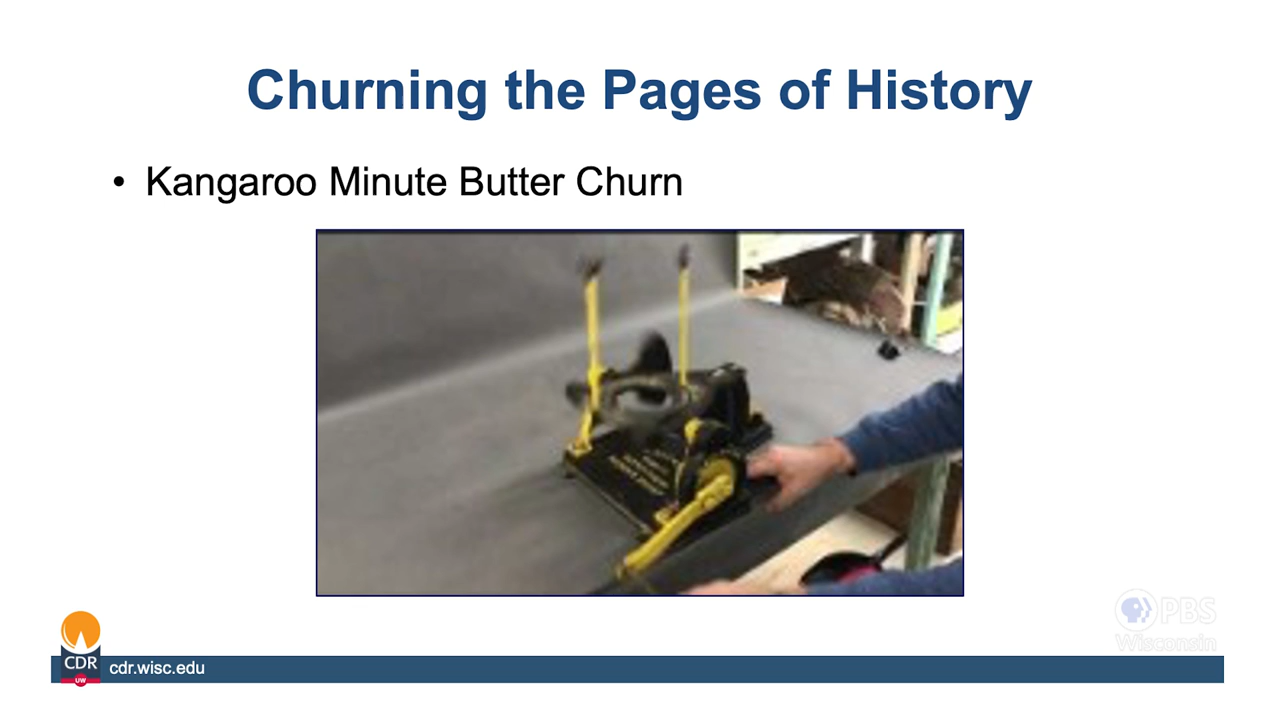 Churning the Pages of History
• Kangaroo Minute Butter Churn
PBS
Wisconsin
CDR
UW
cdr.wisc.edu